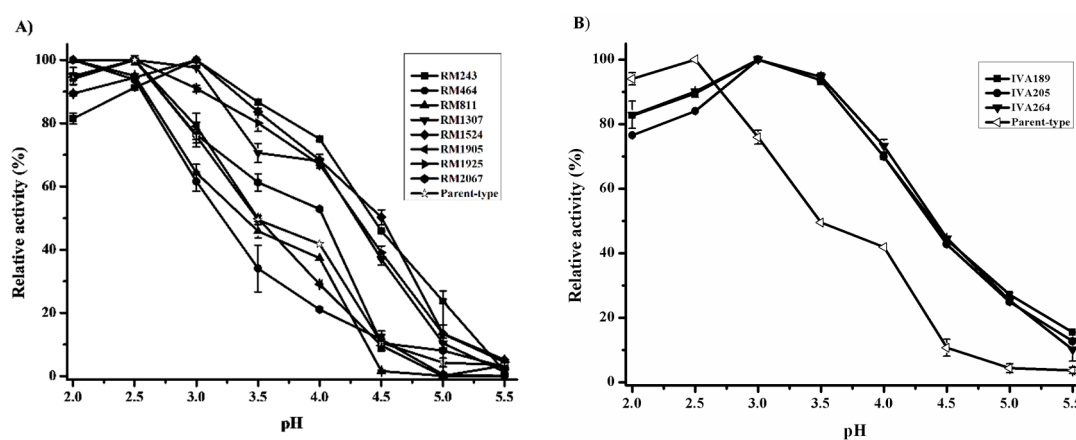 A)
Relative activity (%)
100
80
60
40
20
0
2.0 2.5 3.0 3.5 4.0 4.5 5.0 5.5
pH
RM243
RM464
RM811
RM1307
RM1524
RM1905
RM1925
RM2067
Parent-type
B)
Relative activity (%)
100
80
60
40
20
0
2.0 2.5 3.0 3.5 4.0 4.5 5.0 5.5
pH
IVA189
IVA205
IVA264
Parent-type